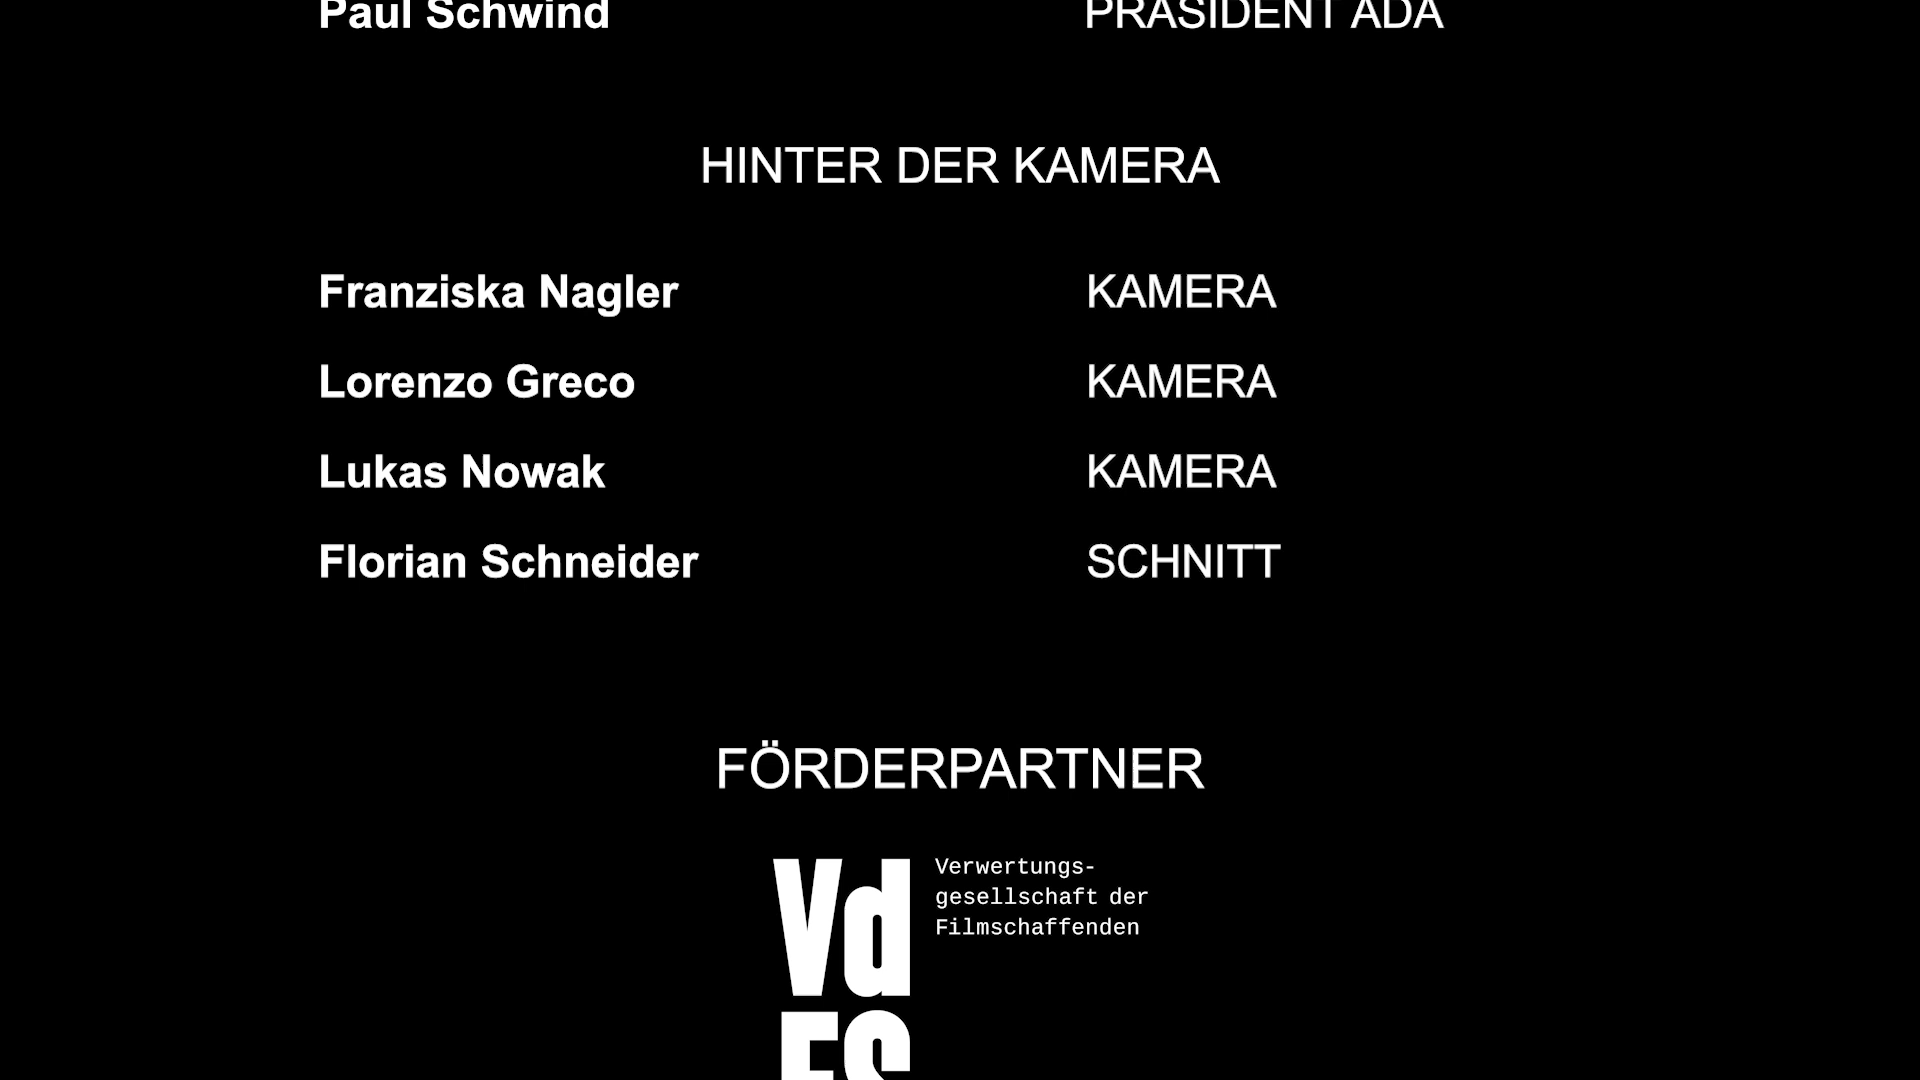 Paul Schwind PRÄSIDENT ADA
HINTER DER KAMERA
Franziska Nagler KAMERA
Lorenzo Greco KAMERA
Lukas Nowak KAMERA
Florian Schneider SCHNITT
FÖRDERPARTNER
Vd
FS
Verwertungs-
gesellschaft der
Filmschaffenden